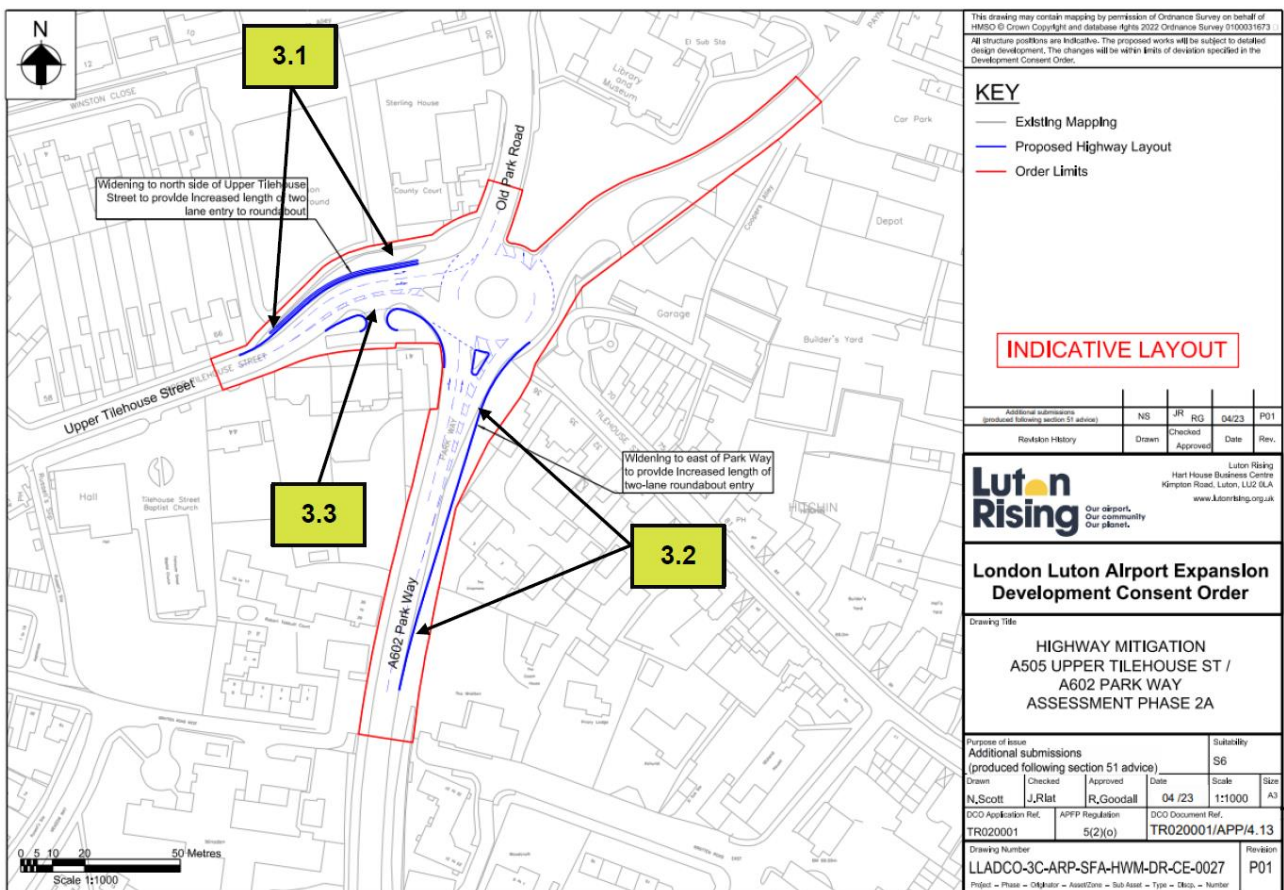 N
3.1
WINSTON CLOSE
Sterling House
El Sub Sta
Library
and
Museum
Car Park
Widening to north side of Upper Tilehouse
Street to provide increased length of two
lane entry to roundabout
County Court
Old Park Road
Coopers Alley
Depot
Garage
Builder's Yard
Upper Tilehouse Street
TILEHOUSE STREET
PARK WAY
TILEHOUSE ST
Hall
Tilehouse Street
Baptist Church
PH
3.3
Widening to east of Park Way
to provide increased length of
two-lane roundabout entry
HITCHIN
PH
3.2
A602 Park Way
Builder's
Yard
0 5 10 20 50 Metres
Scale 1:1000
This drawing may contain mapping by permission of Ordnance Survey on behalf of
HMSO © Crown Copyright and database rights 2022 Ordnance Survey 0100031673
All structure positions are indicative. The proposed works will be subject to detailed
design development. The changes will be within limits of deviation specified in the
Development Consent Order.
KEY
Existing Mapping
Proposed Highway Layout
Order Limits
INDICATIVE LAYOUT
Additional submissions
(produced following section 51 advice) NS JR RG 04/23 P01
Revision History Drawn Checked Approved Date Rev.
Luton Rising
Our airport.
Our community
Our planet.
Luton Rising
Hart House Business Centre
Kimpton Road, Luton, LU2 0LA
www.lutonrising.org.uk
London Luton Airport Expansion
Development Consent Order
Drawing Title
HIGHWAY MITIGATION
A505 UPPER TILEHOUSE ST /
A602 PARK WAY
ASSESSMENT PHASE 2A
Purpose of issue
Additional submissions
(produced following section 51 advice)
Suitability
S6
Drawn Checked Approved Date Scale Size
N.Scott J.Rlat R.Goodall 04 /23 1:1000 A3
DCO Application Ref. APFP Regulation DCO Document Ref.
TR020001 5(2)(o) TR020001/APP/4.13
Drawing Number Revision
LLADCO-3C-ARP-SFA-HWM-DR-CE-0027 P01
Project – Phase – Originator – Asset/Zone – Sub Asset – Type – Discp. – Number